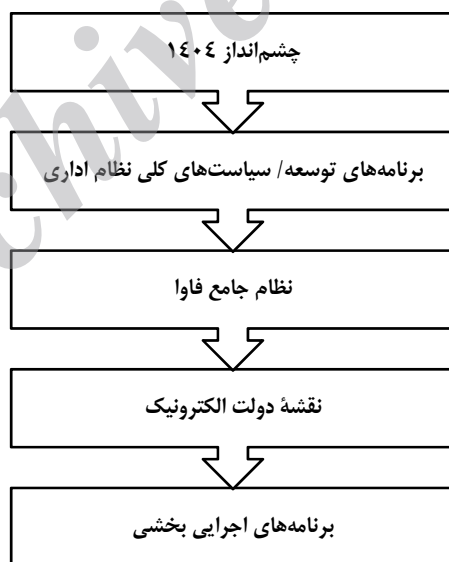 چشم‌انداز ۱۴۰۴
برنامه‌های توسعه/ سیاست‌های کلی نظام اداری
نظام جامع فاوا
نقشۀ دولت الکترونیک
برنامه‌های اجرایی بخشی